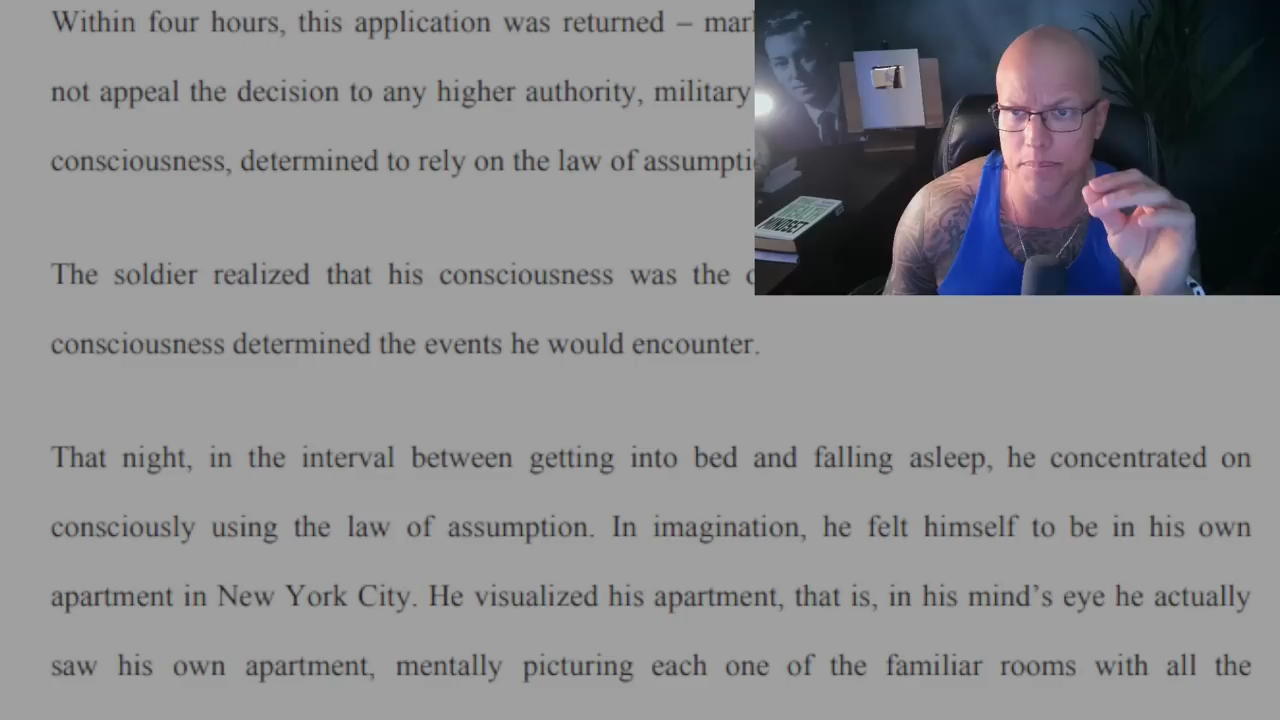 Within four hours, this application was returned – mar
not appeal the decision to any higher authority, military
consciousness, determined to rely on the law of assumpti
The soldier realized that his consciousness was the
consciousness determined the events he would encounter.
That night, in the interval between getting into bed and falling asleep, he concentrated on
consciously using the law of assumption. In imagination, he felt himself to be in his own
apartment in New York City. He visualized his apartment, that is, in his mind’s eye he actually
saw his own apartment, mentally picturing each one of the familiar rooms with all the
MINDSET